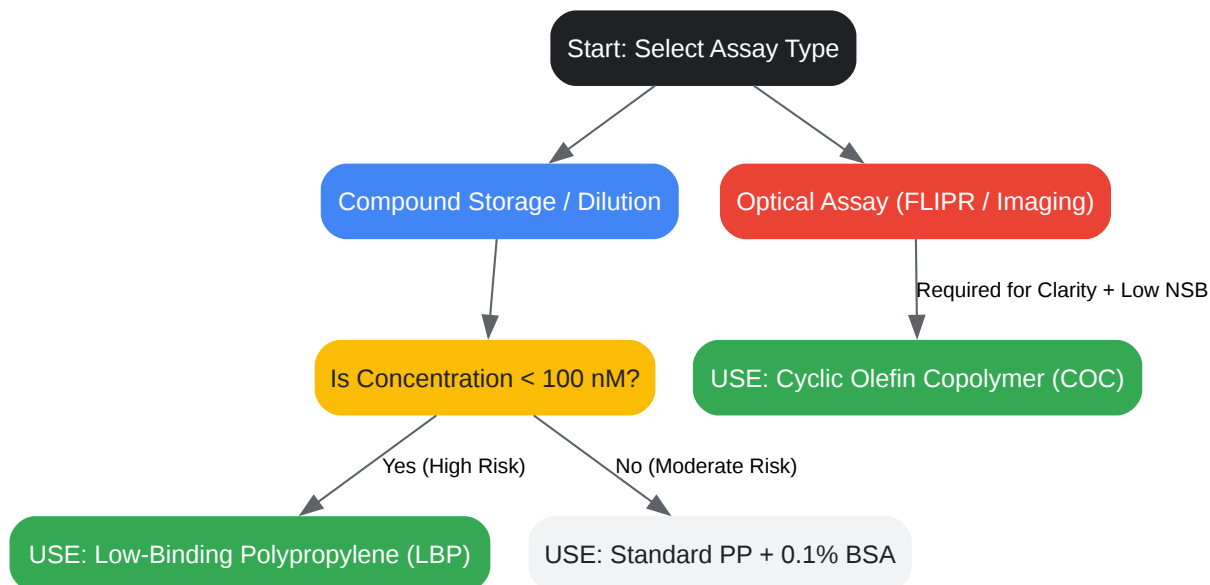 Start: Select Assay Type
Compound Storage / Dilution
Optical Assay (FLIPR / Imaging)
Required for Clarity + Low NSB
Is Concentration < 100 nM?
USE: Cyclic Olefin Copolymer (COC)
Yes (High Risk)
No (Moderate Risk)
USE: Low-Binding Polypropylene (LBP)
USE: Standard PP + 0.1% BSA